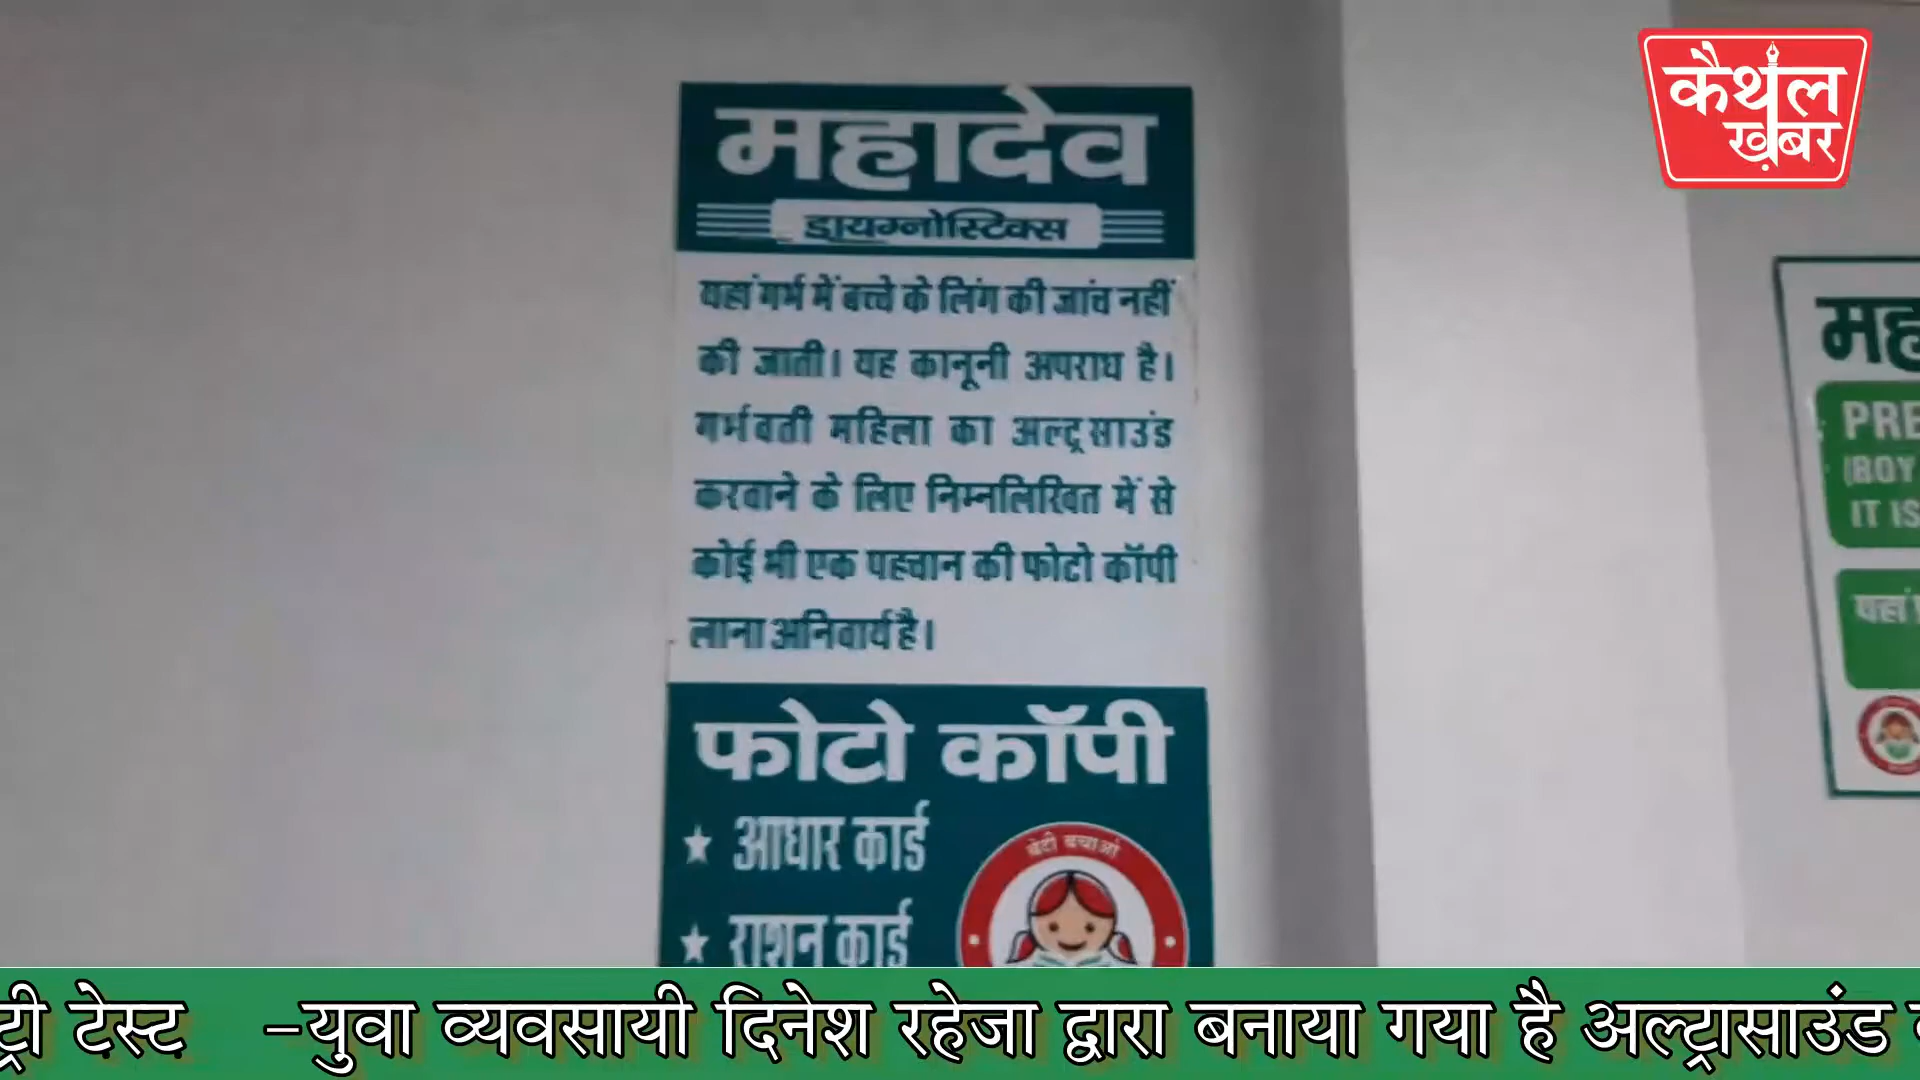 कैथल
ख़बर
महादेव
डायग्नोस्टिक्स
यहां गर्भ में बच्चे के लिंग की जांच नहीं
की जाती। यह कानूनी अपराध है।
गर्भवती महिला का अल्ट्रसाउंड
करवाने के लिए निम्नलिखित में से
कोई भी एक पहचान की फोटो कॉपी
लाना अनिवार्य है।
फोटो कॉपी
★ आधार कार्ड
★ राशन कार्ड
बेटी बचाओ
मह
PRE
(BOY
IT IS
यहां
ट्री टेस्ट -युवा व्यवसायी दिनेश रहेजा द्वारा बनाया गया है अल्ट्रासाउंड